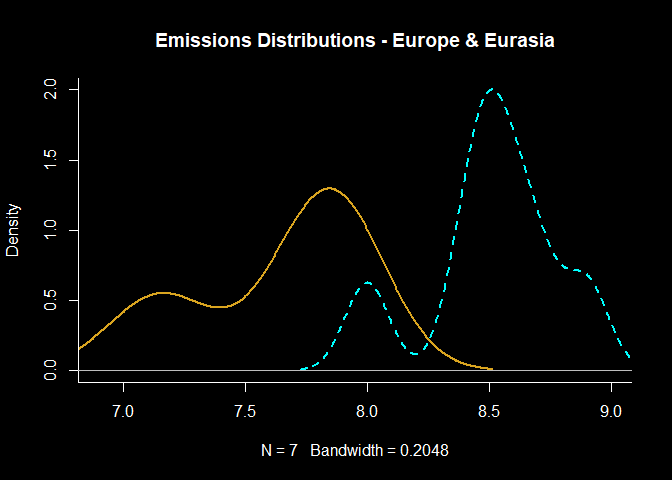 Emissions Distributions - Europe & Eurasia
Density
2.0
1.5
1.0
0.5
0.0
7.0 7.5 8.0 8.5 9.0
N = 7 Bandwidth = 0.2048